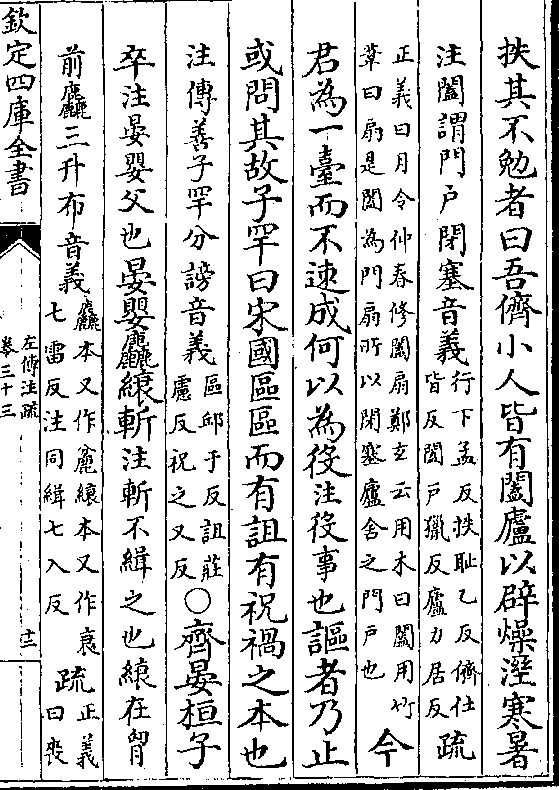 抶其不勉者曰吾儕小人皆有闔廬以辟燥溼寒暑
注闔謂門戶閉塞音義行下孟反抶耻乙反儕仕
皆反闔戶獵反廬力居反疏
正義曰月令仲春修闔扇鄭玄云用木曰闔用竹
葦曰扇是闔為門扇所以閉塞廬舍之門戶也今
君為一臺而不速成何以為役注役事也謳者乃止
或問其故子罕曰宋國區區而有詛有祝禍之本也
注傳善子罕分謗音義區邱于反詛莊
慮反祝之又反○齊晏桓子
卒注晏嬰父也晏嬰麤縗斬注斬不緝之也縗在胷
前麤三升布音義麤本又作麄縗本又作衰
七雷反注同緝七入反疏正義
曰喪
欽定四庫全書
左傳注疏
卷三十三
十二